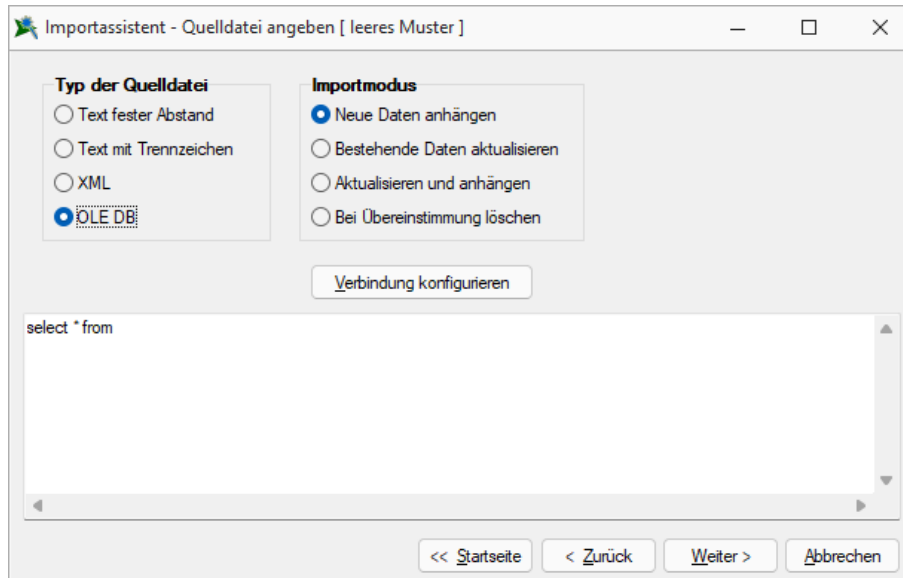 Importassistent - Quelldatei angeben [ leeres Muster ]
Typ der Quelldatei
Text fester Abstand
Text mit Trennzeichen
XML
OLE DB
Importmodus
Neue Daten anhängen
Bestehende Daten aktualisieren
Aktualisieren und anhängen
Bei Übereinstimmung löschen
Verbindung konfigurieren
select * from
<< Startseite
< Zurück
Weiter >
Abbrechen